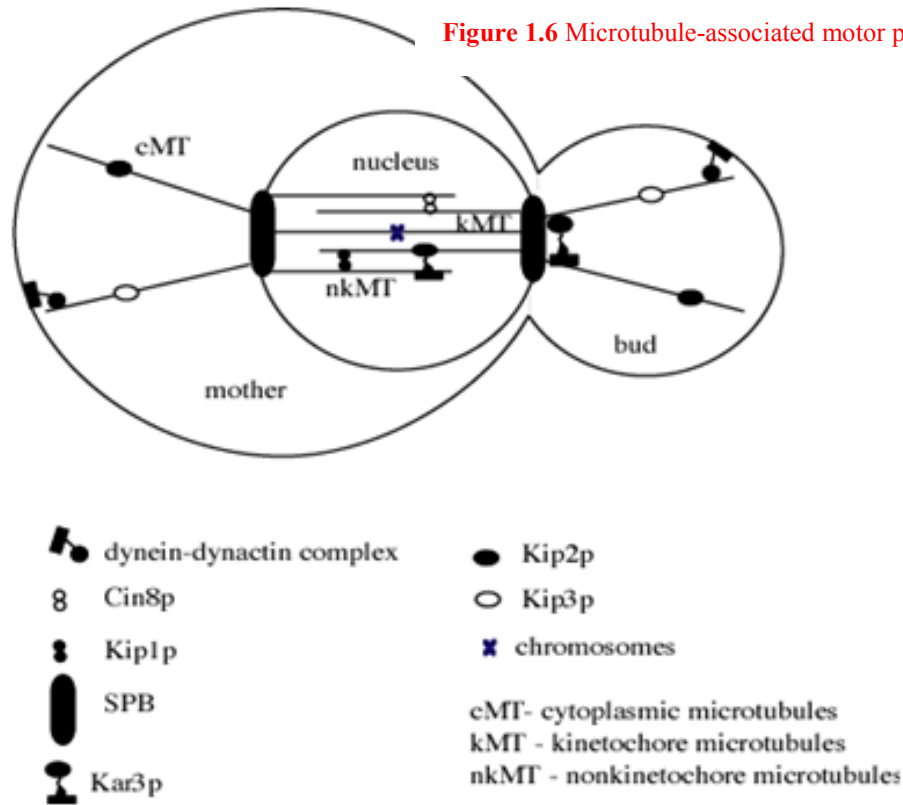 Figure 1.6 Microtubule-associated motor p
cMT
nucleus
kMT
nkMT
bud
mother
dynein-dynactin complex
Cin8p
Kip1p
SPB
Kar3p
Kip2p
Kip3p
chromosomes
cMT- cytoplasmic microtubules
kMT - kinetochore microtubules
nkMT - nonkinetochore microtubules